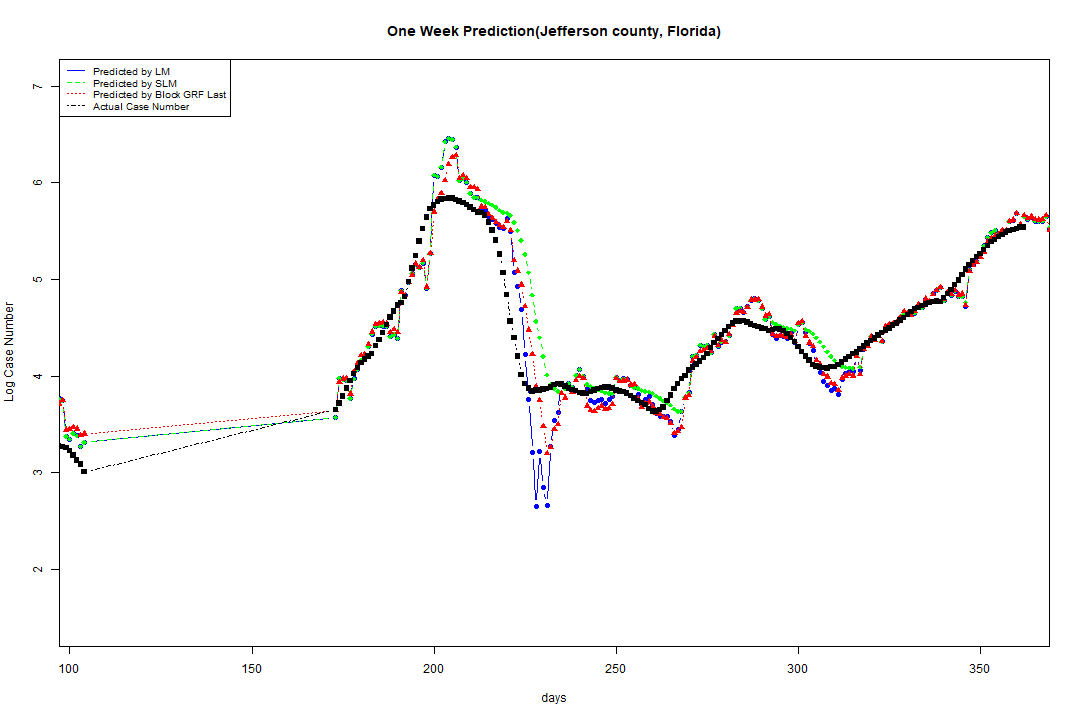 One Week Prediction(Jefferson county, Florida)
Predicted by LM
Predicted by SLM
Predicted by Block GRF Last
Actual Case Number
7
6
5
4
3
2
Log Case Number
100 150 200 250 300 350
days